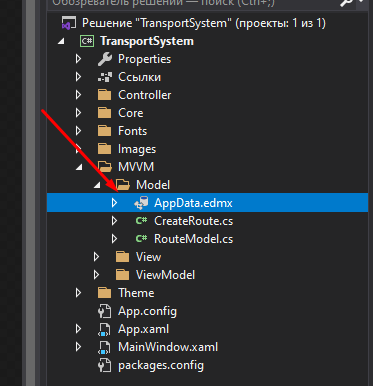 Обозреватель решений — поиск (Ctrl+;)
Решение "TransportSystem" (проекты: 1 из 1)
C# TransportSystem
Properties
Ссылки
Controller
Core
Fonts
Images
MVVM
Model
AppData.edmx
C# CreateRoute.cs
C# RouteModel.cs
View
ViewModel
Theme
App.config
App.xaml
MainWindow.xaml
packages.config